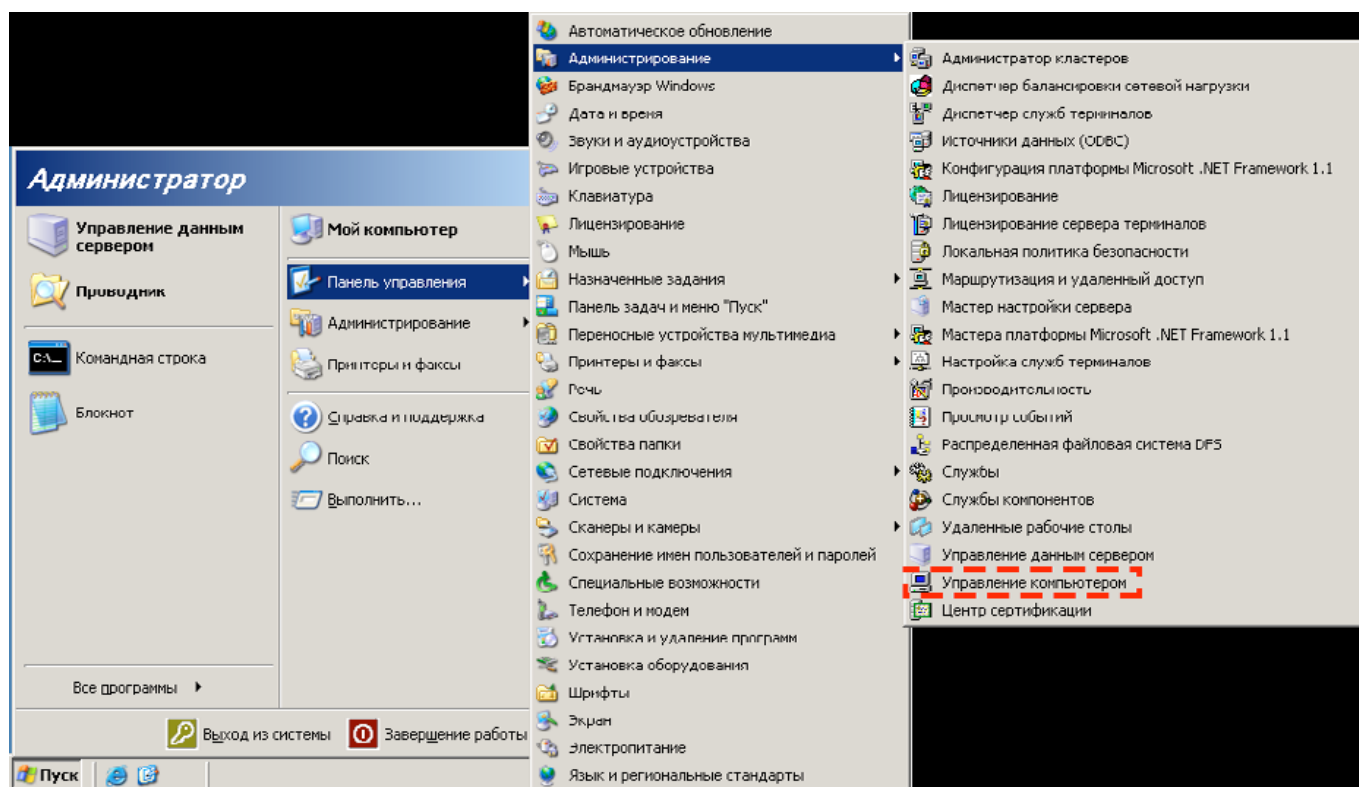 Администратор
Управление данным
сервером
Проводник
Командная строка
Блокнот
Все программы
Мой компьютер
Панель управления
Администрирование
Принтеры и факсы
Справка и поддержка
Поиск
Выполнить...
Выход из системы
Завершение работы
Пуск
Автоматическое обновление
Администрирование
Брандмауэр Windows
Дата и время
Звуки и аудиоустройства
Игровые устройства
Клавиатура
Лицензирование
Мышь
Назначенные задания
Панель задач и меню "Пуск"
Переносные устройства мультимедиа
Принтеры и факсы
Речь
Свойства обозревателя
Свойства папки
Сетевые подключения
Система
Сканеры и камеры
Сохранение имен пользователей и паролей
Специальные возможности
Телефон и модем
Установка и удаление программ
Установка оборудования
Шрифты
Экран
Электропитание
Язык и региональные стандарты
Администратор кластеров
Диспетчер балансировки сетевой нагрузки
Диспетчер служб терминалов
Источники данных (ODBC)
Конфигурация платформы Microsoft .NET Framework 1.1
Лицензирование
Лицензирование сервера терминалов
Локальная политика безопасности
Маршрутизация и удаленный доступ
Мастер настройки сервера
Мастера платформы Microsoft .NET Framework 1.1
Настройка служб терминалов
Производительность
Просмотр событий
Распределенная файловая система DFS
Службы
Службы компонентов
Удаленные рабочие столы
Управление данным сервером
Управление компьютером
Центр сертификации